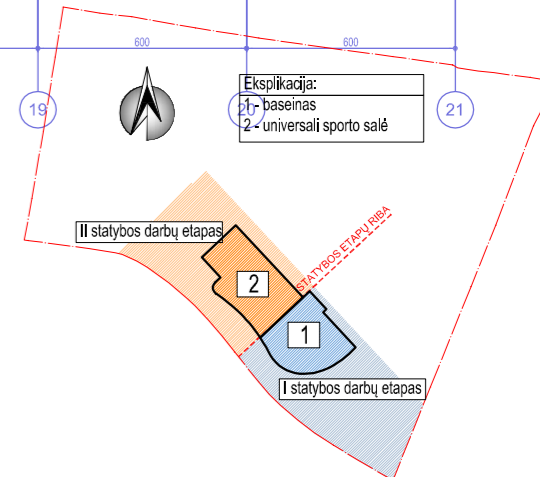 600
600
19
20
21
Eksplikacija:
1 - baseinas
2 - universali sporto salė
II statybos darbų etapas
STATYBOS ETAPŲ RIBA
2
1
I statybos darbų etapas